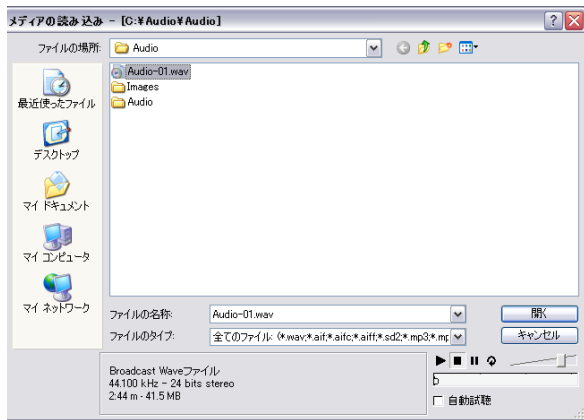 メディアの読み込み - [C:¥Audio¥Audio]
ファイルの場所:
Audio
最近使ったファイル
デスクトップ
マイ ドキュメント
マイ コンピュータ
マイ ネットワーク
Audio-01.wav
Images
Audio
ファイルの名称:
Audio-01.wav
開く
ファイルのタイプ:
全てのファイル: (*.wav;*.aif;*.aifc;*.aiff;*.sd2;*.mp3;*.mp
キャンセル
Broadcast Waveファイル
44.100 kHz - 24 bits stereo
2:44 m - 41.5 MB
自動試聴